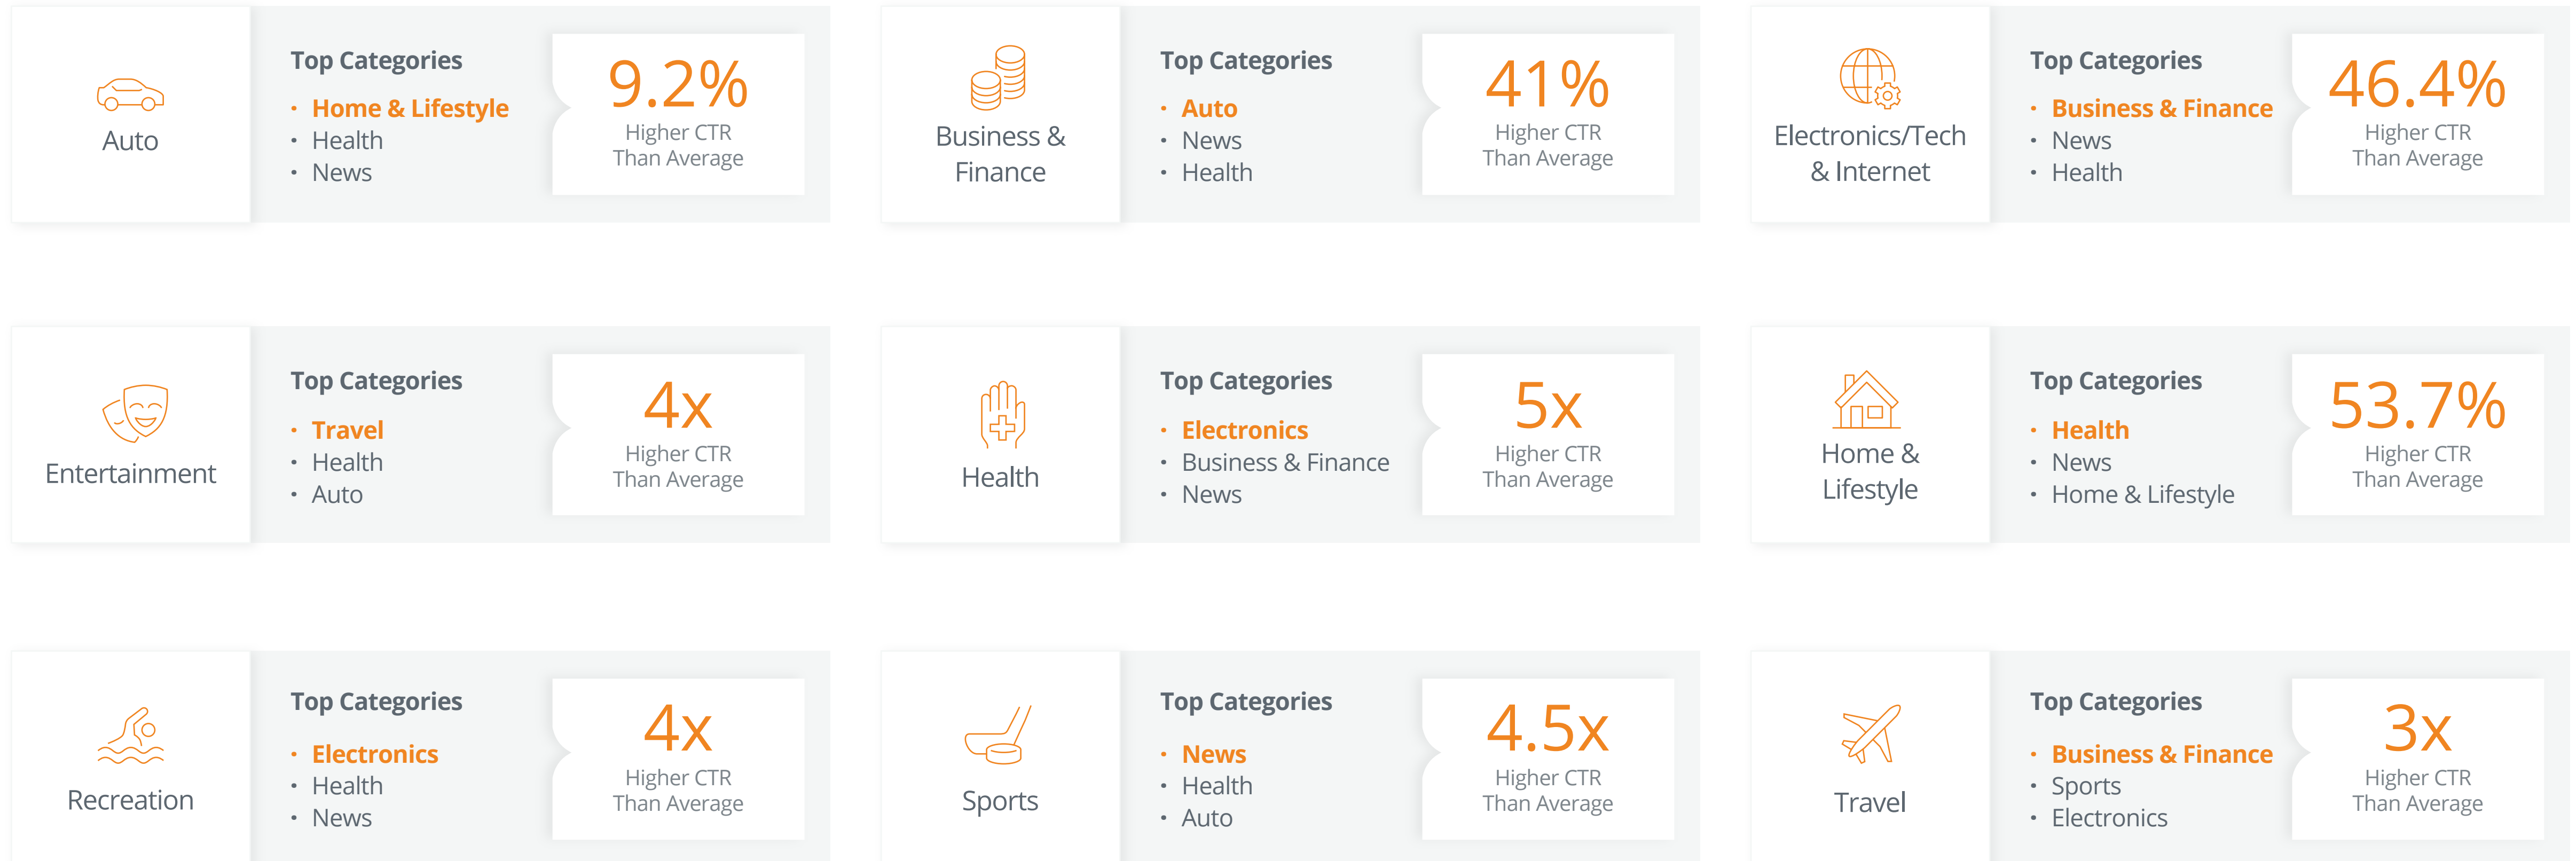 Auto
Top Categories
• Home & Lifestyle
• Health
• News
9.2%
Higher CTR
Than Average
Business &
Finance
Top Categories
• Auto
• News
• Health
41%
Higher CTR
Than Average
Electronics/Tech
& Internet
Top Categories
• Business & Finance
• News
• Health
46.4%
Higher CTR
Than Average
Entertainment
Top Categories
• Travel
• Health
• Auto
4x
Higher CTR
Than Average
Health
Top Categories
• Electronics
• Business & Finance
• News
5x
Higher CTR
Than Average
Home &
Lifestyle
Top Categories
• Health
• News
• Home & Lifestyle
53.7%
Higher CTR
Than Average
Recreation
Top Categories
• Electronics
• Health
• News
4x
Higher CTR
Than Average
Sports
Top Categories
• News
• Health
• Auto
4.5x
Higher CTR
Than Average
Travel
Top Categories
• Business & Finance
• Sports
• Electronics
3x
Higher CTR
Than Average